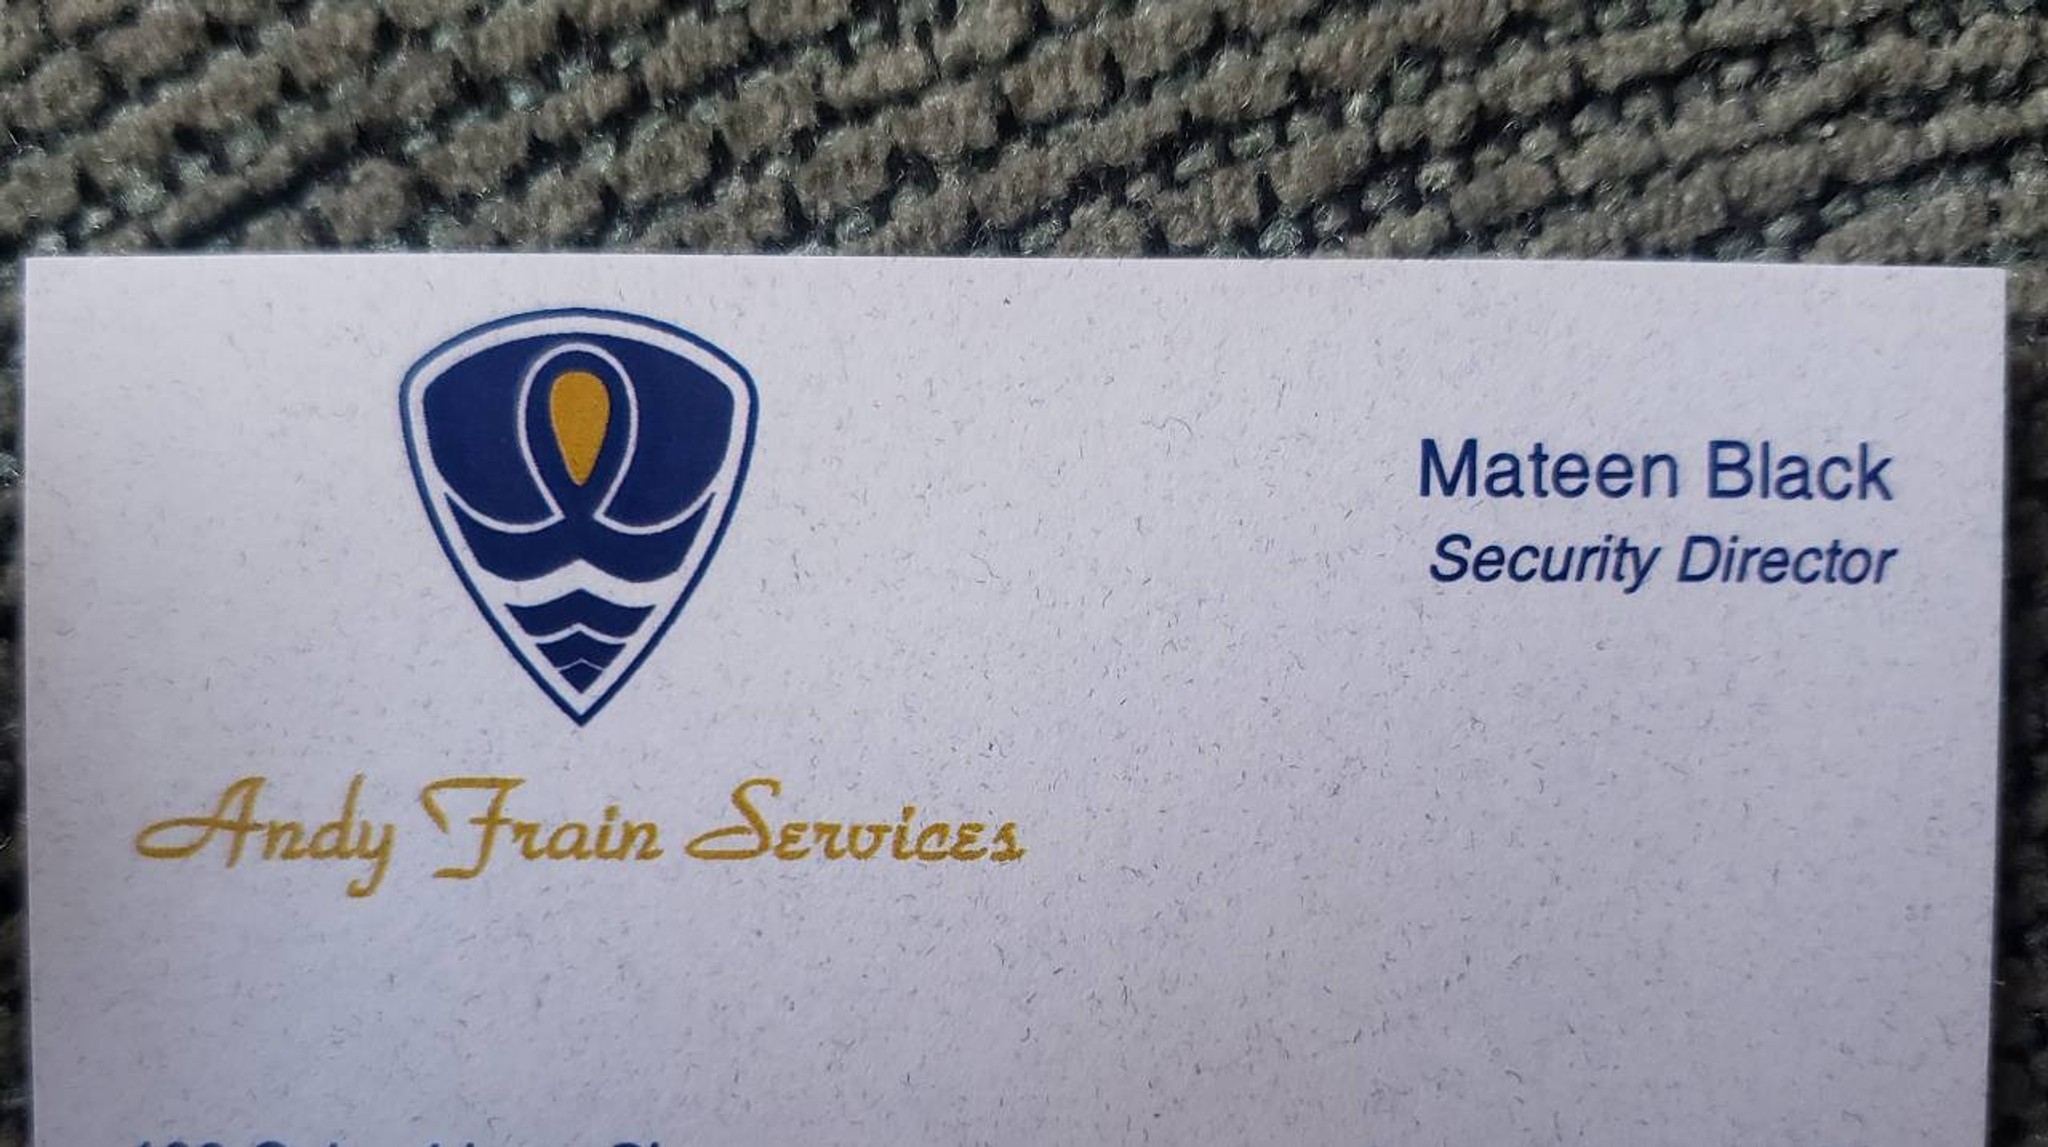 Mateen Black
Security Director
Andy Frain Services